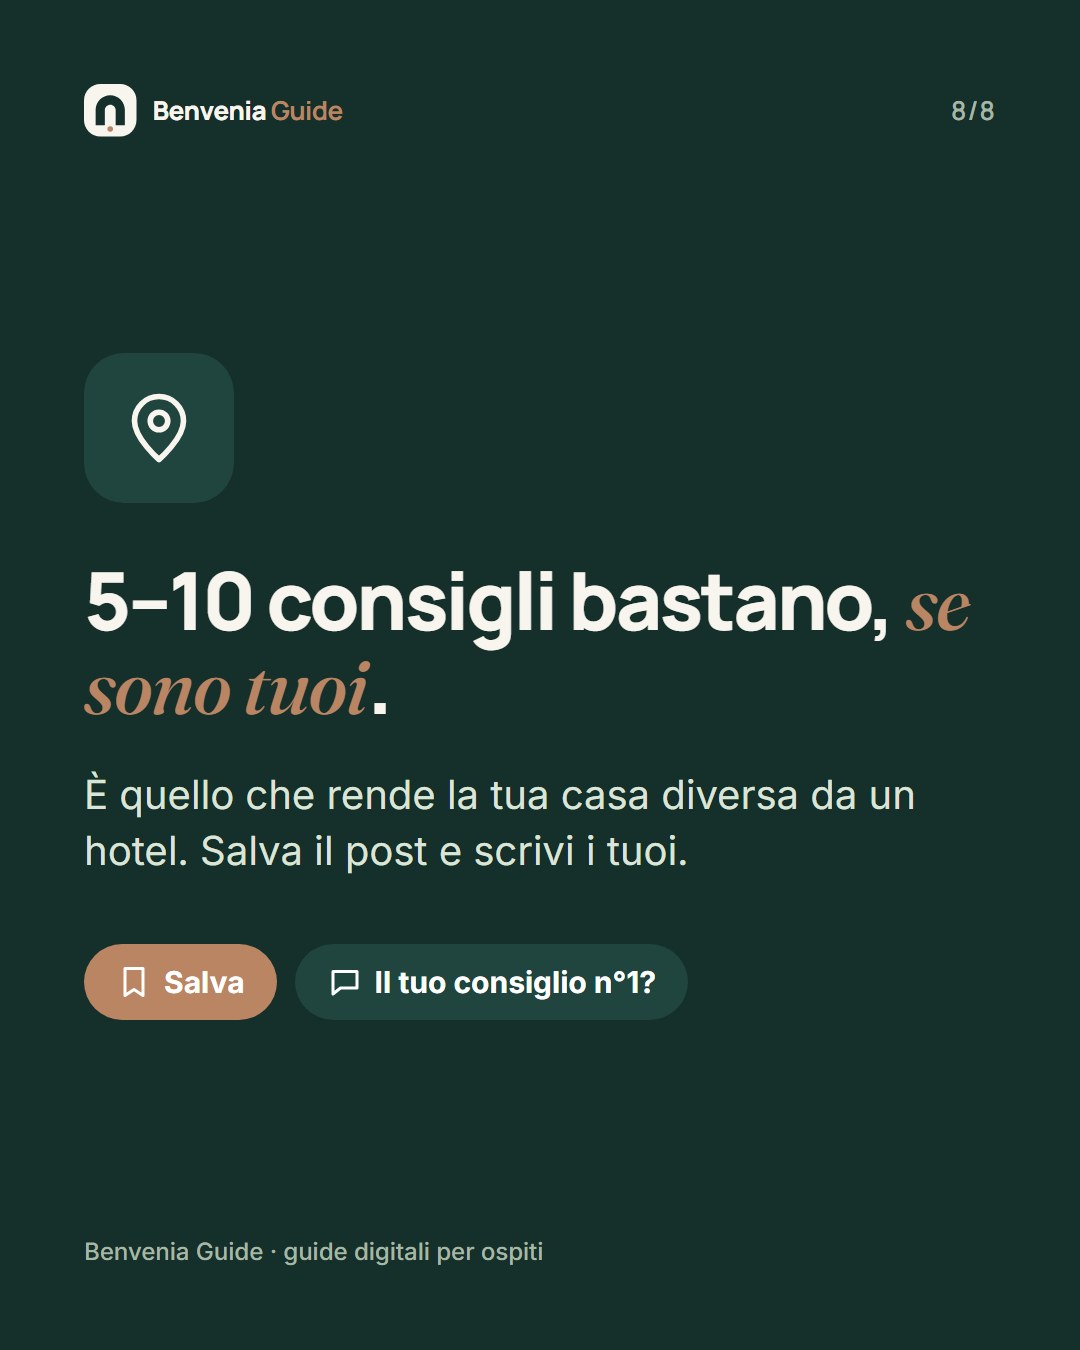 Benvenia Guide
8/8
5–10 consigli bastano, se
sono tuoi.
È quello che rende la tua casa diversa da un
hotel. Salva il post e scrivi i tuoi.
Salva
Il tuo consiglio n°1?
Benvenia Guide · guide digitali per ospiti